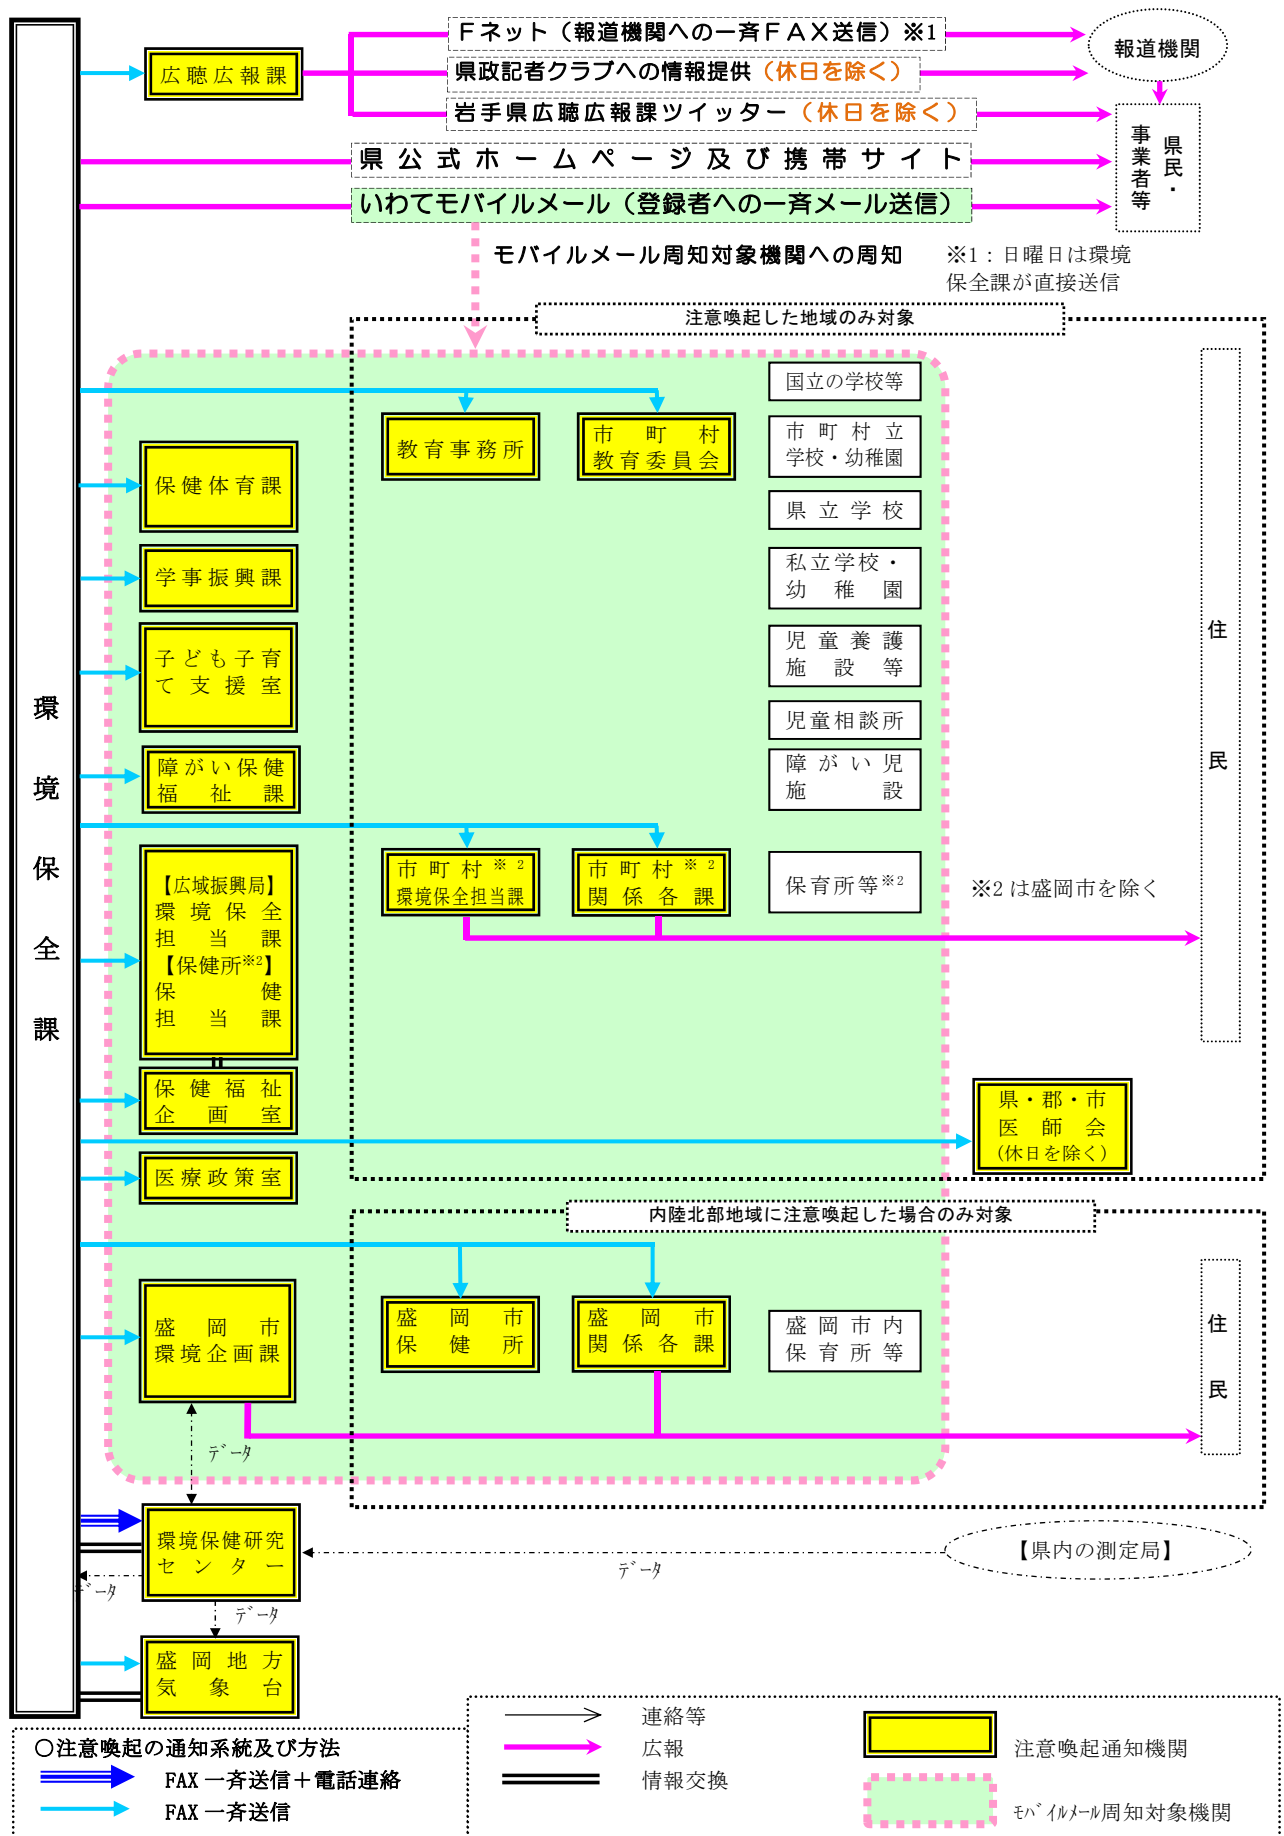 Ｆネット（報道機関への一斉ＦＡＸ送信）※1
報道機関
広聴広報課
県政記者クラブへの情報提供（休日を除く）
岩手県広聴広報課ツイッター（休日を除く）
県民・
事業者等
県公式ホームページ及び携帯サイト
いわてモバイルメール（登録者への一斉メール送信）
モバイルメール周知対象機関への周知
※1：日曜日は環境
保全課が直接送信
注意喚起した地域のみ対象
環境保全課
国立の学校等
教育事務所
市町村
教育委員会
市町村立
学校・幼稚園
保健体育課
県立学校
学事振興課
私立学校・
幼稚園
子ども子育
て支援室
児童養護
施設等
住民
児童相談所
障がい保健
福祉課
障がい児
施設
市町村※2
環境保全担当課
市町村※2
関係各課
保育所等※2
※2は盛岡市を除く
【広域振興局】
環境保全
担当課
【保健所※2】
保健
担当課
保健福祉
企画室
県・郡・市
医師会
(休日を除く)
医療政策室
内陸北部地域に注意喚起した場合のみ対象
盛岡市
環境企画課
盛岡市
保健所
盛岡市
関係各課
盛岡市内
保育所等
住民
ﾃﾞｰﾀ
環境保健研究
センター
【県内の測定局】
ﾃﾞｰﾀ
ﾃﾞｰﾀ
ﾃﾞｰﾀ
盛岡地方
気象台
○注意喚起の通知系統及び方法
FAX 一斉送信＋電話連絡
FAX 一斉送信
連絡等
広報
情報交換
注意喚起通知機関
ﾓﾊﾞｲﾙﾒｰﾙ周知対象機関